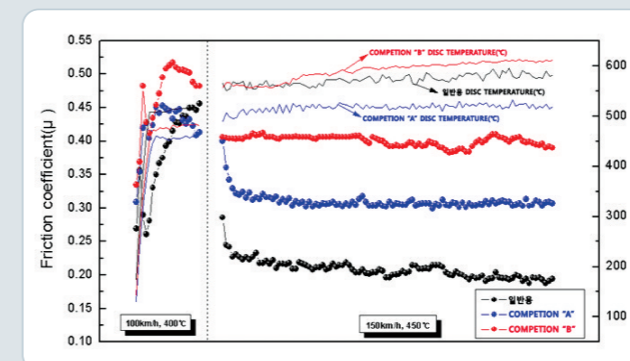 Friction coefficient(μ)
0.55
0.50
0.45
0.40
0.35
0.30
0.25
0.20
0.15
0.10
COMPETION "B" DISC TEMPERATURE(℃)
일반용 DISC TEMPERATURE(℃)
COMPETION "A" DISC TEMPERATURE(℃)
600
500
400
300
200
100
100km/h, 400℃
150km/h, 450℃
일반용
COMPETION "A"
COMPETION "B"